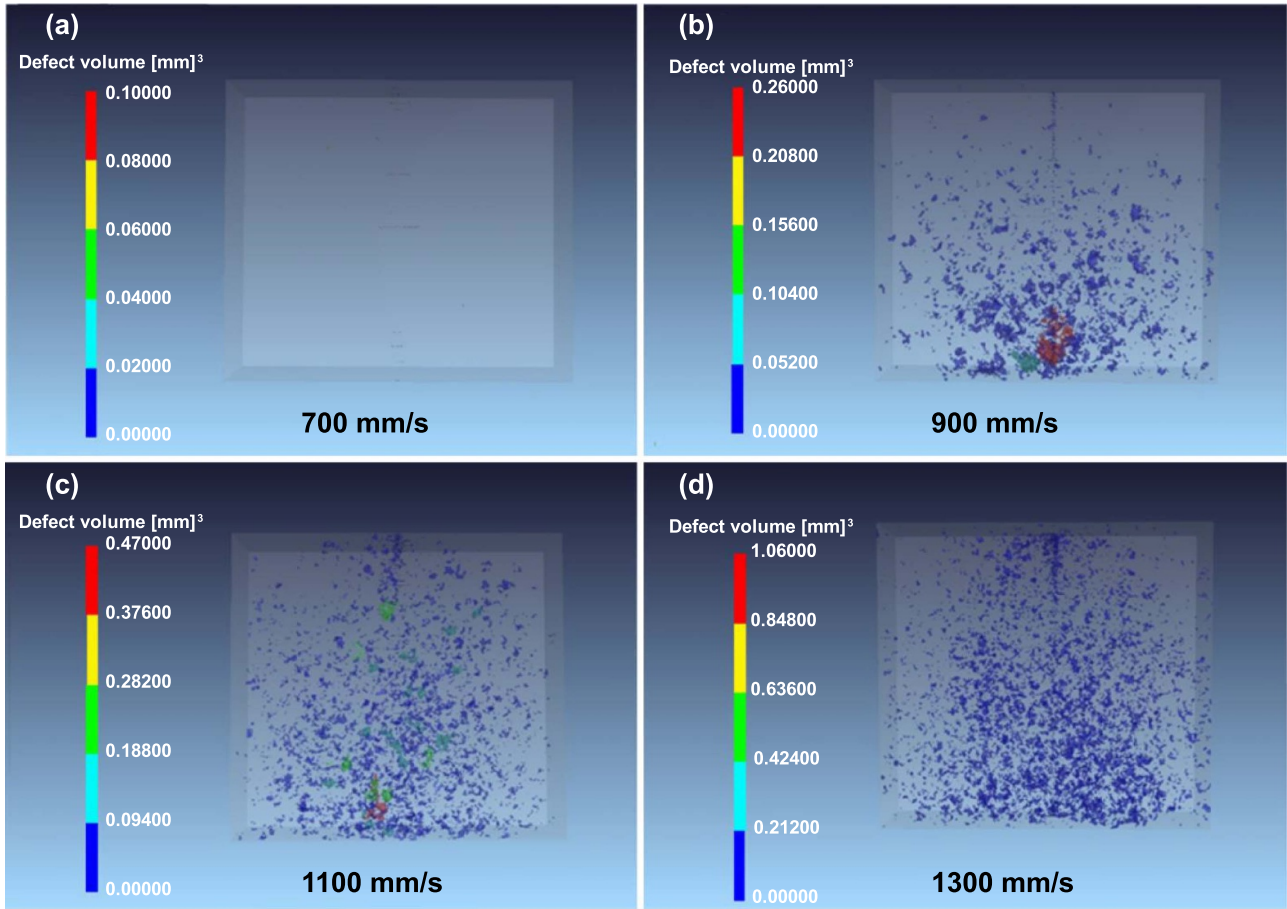 (a)
Defect volume [mm]³
0.10000
0.08000
0.06000
0.04000
0.02000
0.00000
700 mm/s
(b)
Defect volume [mm]³
0.26000
0.20800
0.15600
0.10400
0.05200
0.00000
900 mm/s
(c)
Defect volume [mm]³
0.47000
0.37600
0.28200
0.18800
0.09400
0.00000
1100 mm/s
(d)
Defect volume [mm]³
1.06000
0.84800
0.63600
0.42400
0.21200
0.00000
1300 mm/s